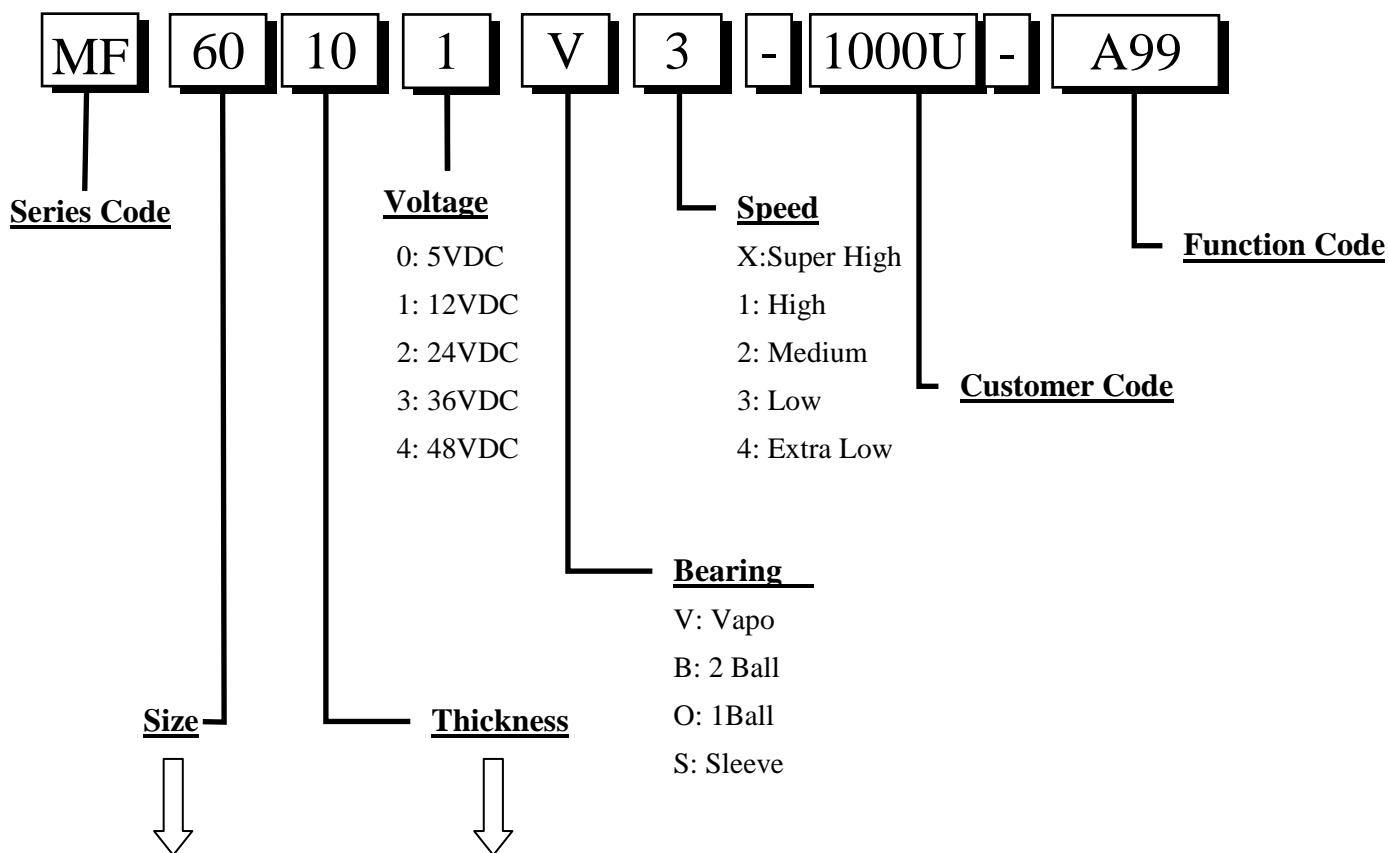 MF 60 10 1 V 3 - 1000U - A99
Series Code
Voltage
0: 5VDC
1: 12VDC
2: 24VDC
3: 36VDC
4: 48VDC
Speed
X:Super High
1: High
2: Medium
3: Low
4: Extra Low
Function Code
Customer Code
Bearing
V: Vapo
B: 2 Ball
O: 1Ball
S: Sleeve
Size
Thickness